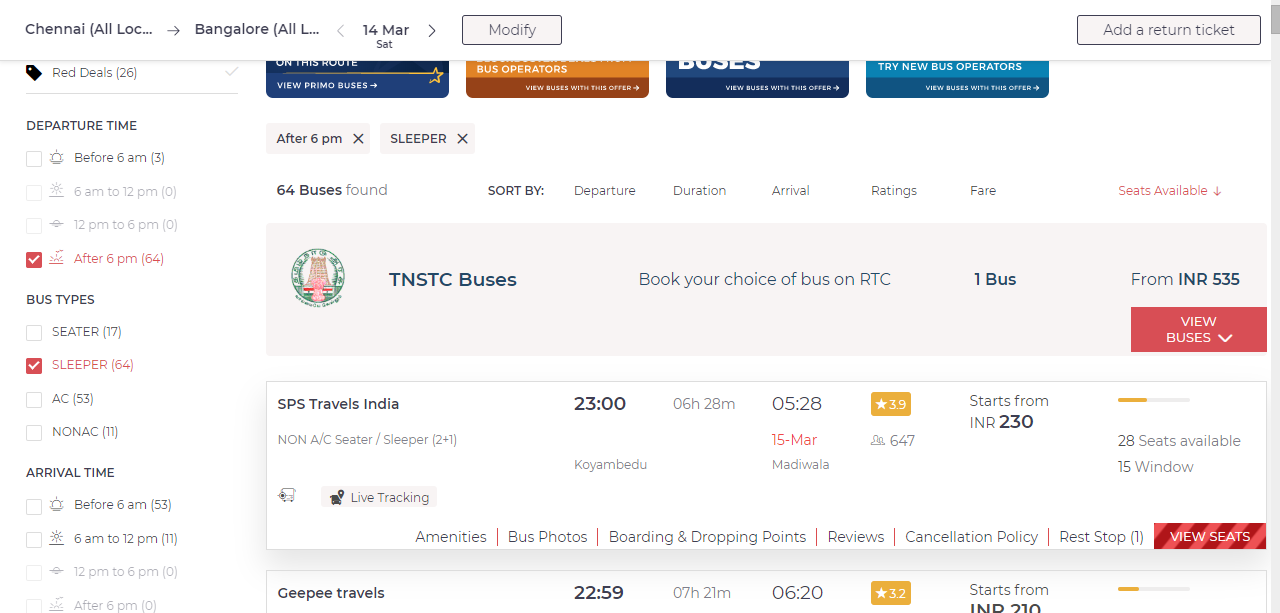 Chennai (All Loc... → Bangalore (All L... 14 Mar
Sat
Modify
Add a return ticket
Red Deals (26)
DEPARTURE TIME
Before 6 am (3)
6 am to 12 pm (0)
12 pm to 6 pm (0)
After 6 pm (64)
BUS TYPES
SEATER (17)
SLEEPER (64)
AC (53)
NONAC (11)
ARRIVAL TIME
Before 6 am (53)
6 am to 12 pm (11)
12 pm to 6 pm (0)
After 6 pm (0)
ON THIS ROUTE
VIEW PRIMO BUSES →
BUS OPERATORS
VIEW BUSES WITH THIS OFFER →
BUSES
VIEW BUSES WITH THIS OFFER →
TRY NEW BUS OPERATORS
VIEW BUSES WITH THIS OFFER →
After 6 pm
SLEEPER
64 Buses found SORT BY: Departure Duration Arrival Ratings Fare Seats Available ↓
TNSTC Buses Book your choice of bus on RTC 1 Bus From INR 535
VIEW
BUSES
SPS Travels India 23:00 06h 28m 05:28 3.9 Starts from
INR 230
NON A/C Seater / Sleeper (2+1) 15-Mar 647 28 Seats available
Koyambedu Madiwala 15 Window
Live Tracking
Amenities Bus Photos Boarding & Dropping Points Reviews Cancellation Policy Rest Stop (1) VIEW SEATS
Geepee travels 22:59 07h 21m 06:20 3.2 Starts from
INR 210